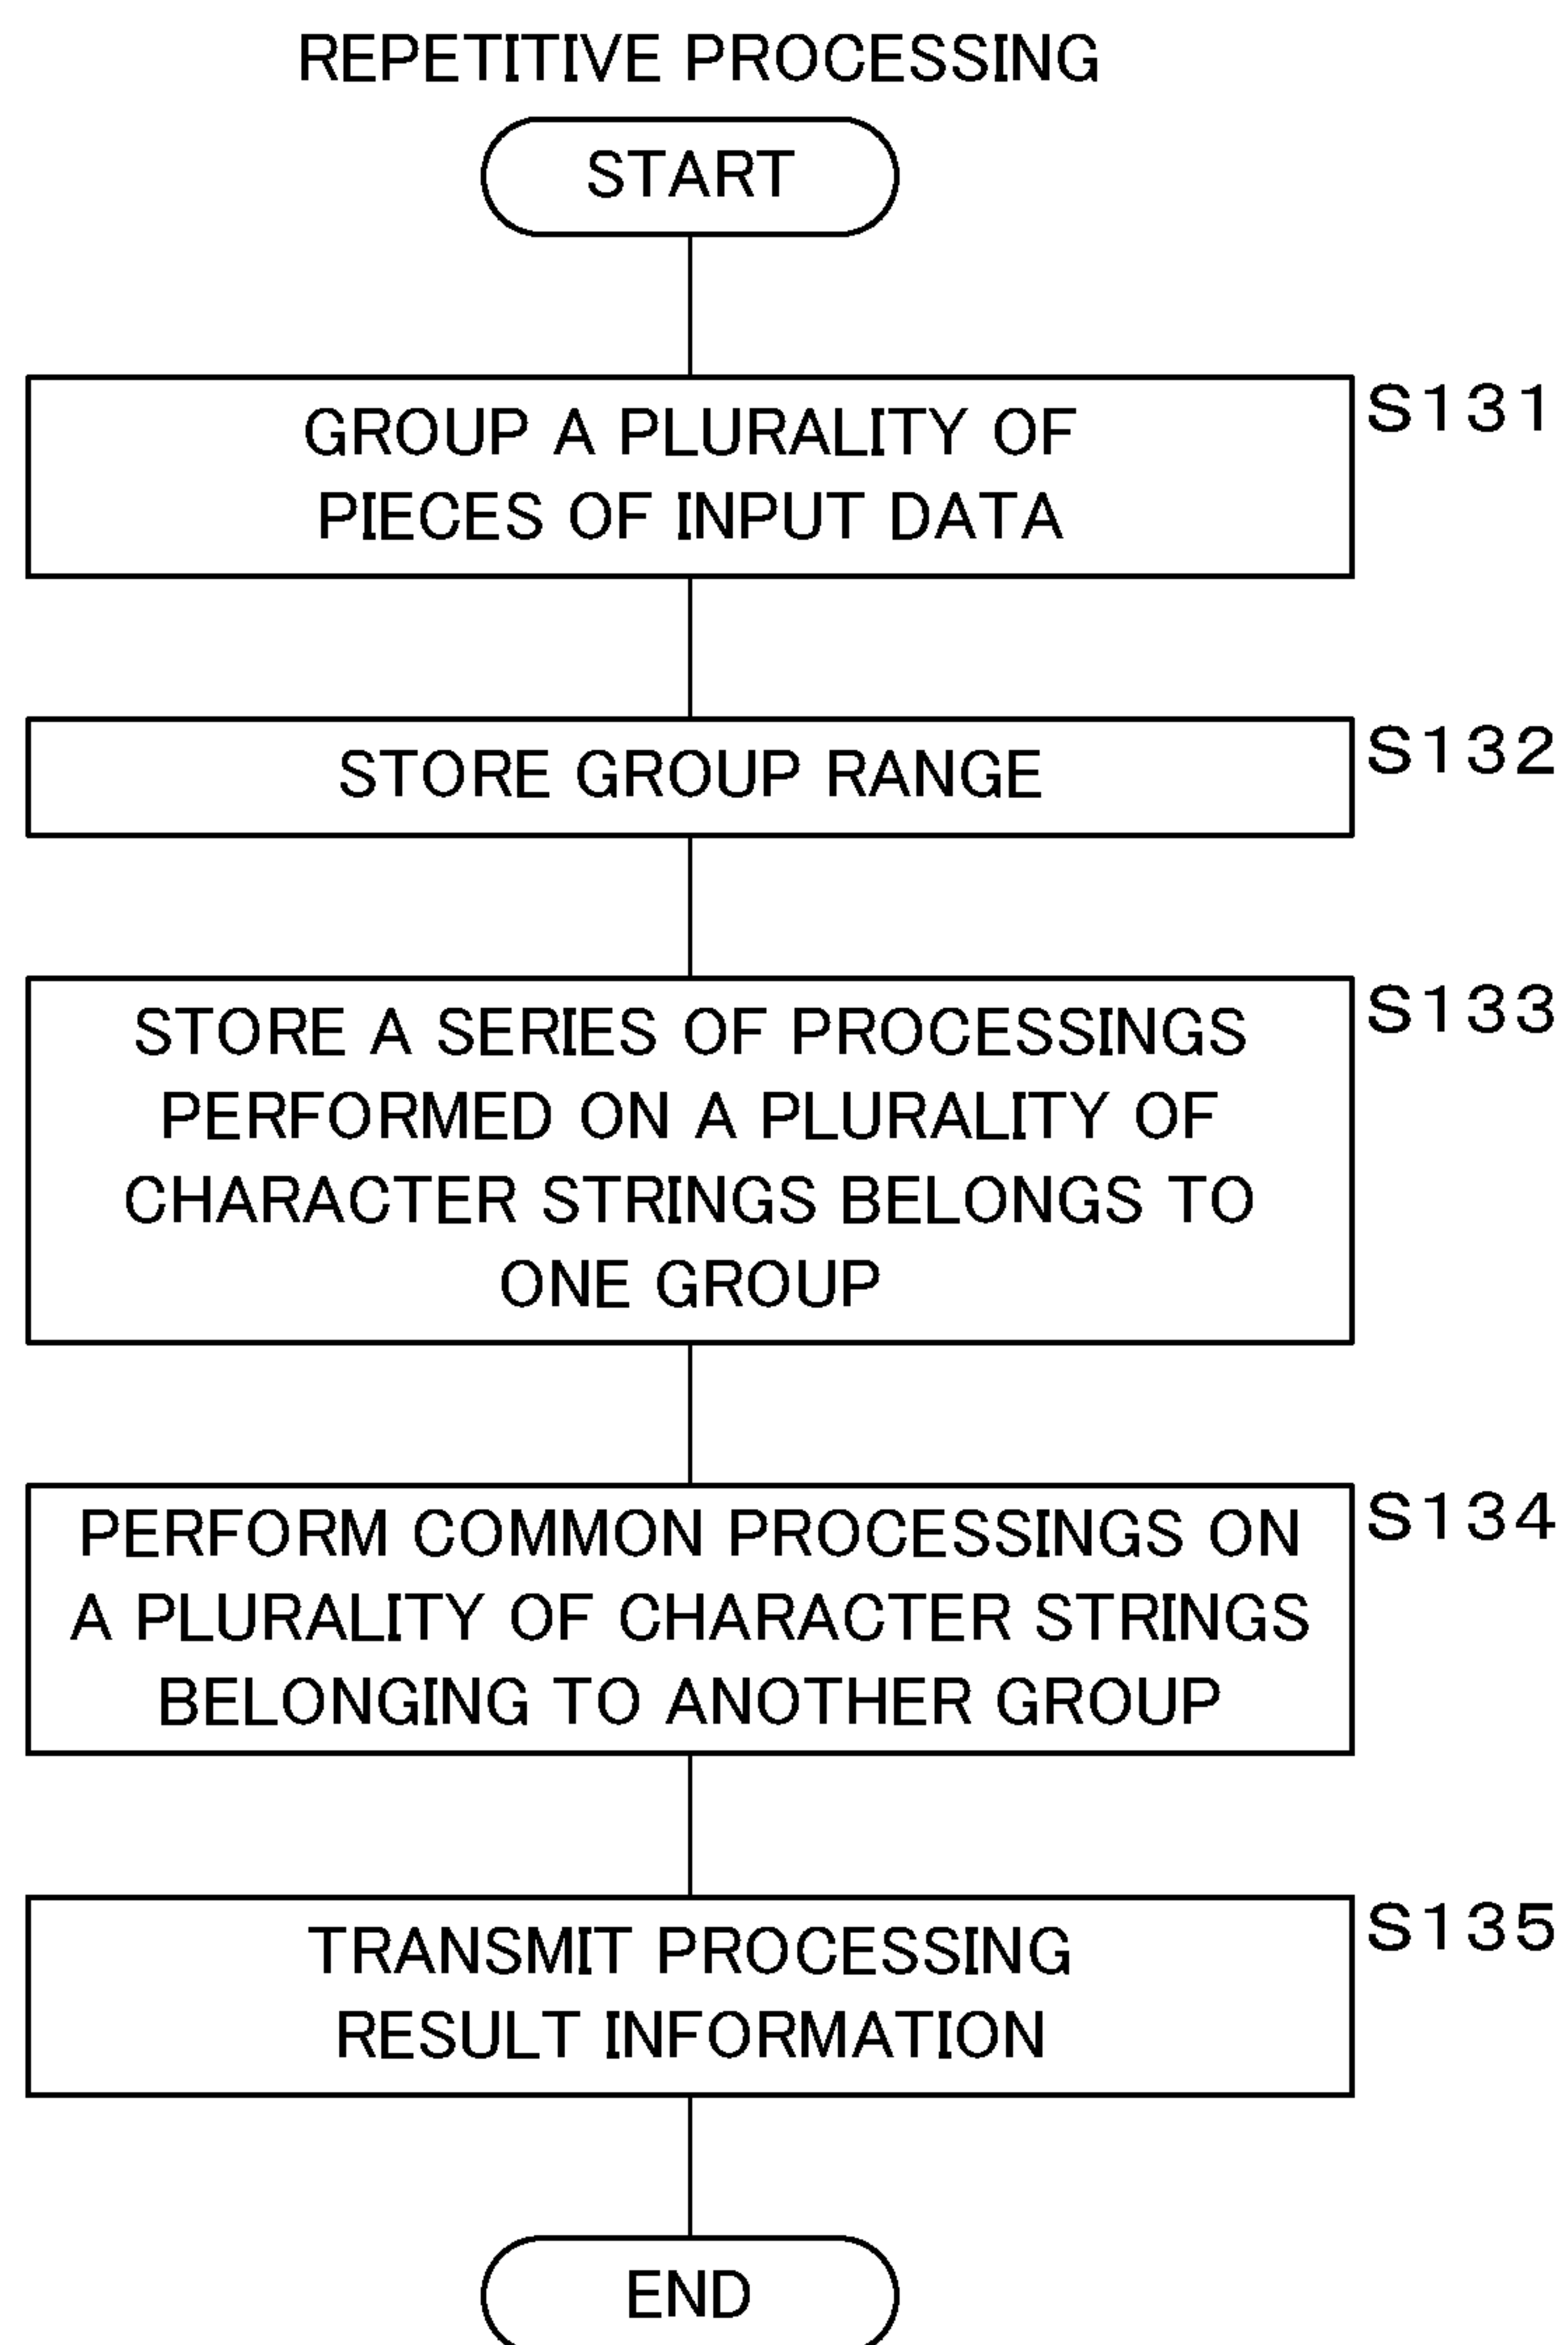 REPETITIVE PROCESSING
START
GROUP A PLURALITY OF
PIECES OF INPUT DATA
S131
STORE GROUP RANGE
S132
STORE A SERIES OF PROCESSINGS
PERFORMED ON A PLURALITY OF
CHARACTER STRINGS BELONGS TO
ONE GROUP
S133
PERFORM COMMON PROCESSINGS ON
A PLURALITY OF CHARACTER STRINGS
BELONGING TO ANOTHER GROUP
S134
TRANSMIT PROCESSING
RESULT INFORMATION
S135
END